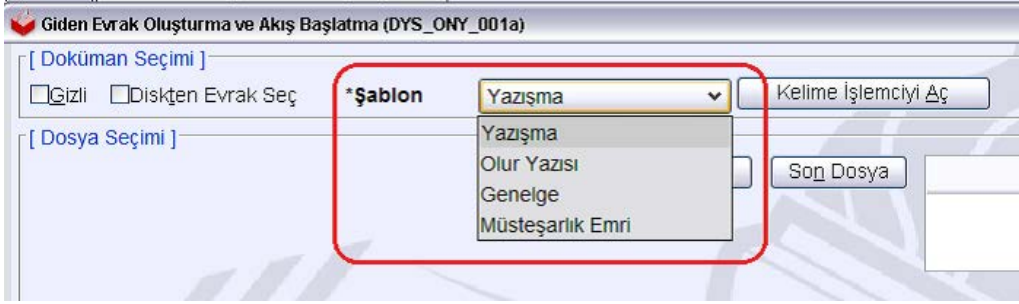 Giden Evrak Oluşturma ve Akış Başlatma (DYS_ONY_001a)
[ Doküman Seçimi ]
Gizli Diskten Evrak Seç *Şablon Yazışma Kelime İşlemciyi Aç
[ Dosya Seçimi ]
Yazışma
Olur Yazısı
Genelge
Müsteşarlık Emri
Son Dosya